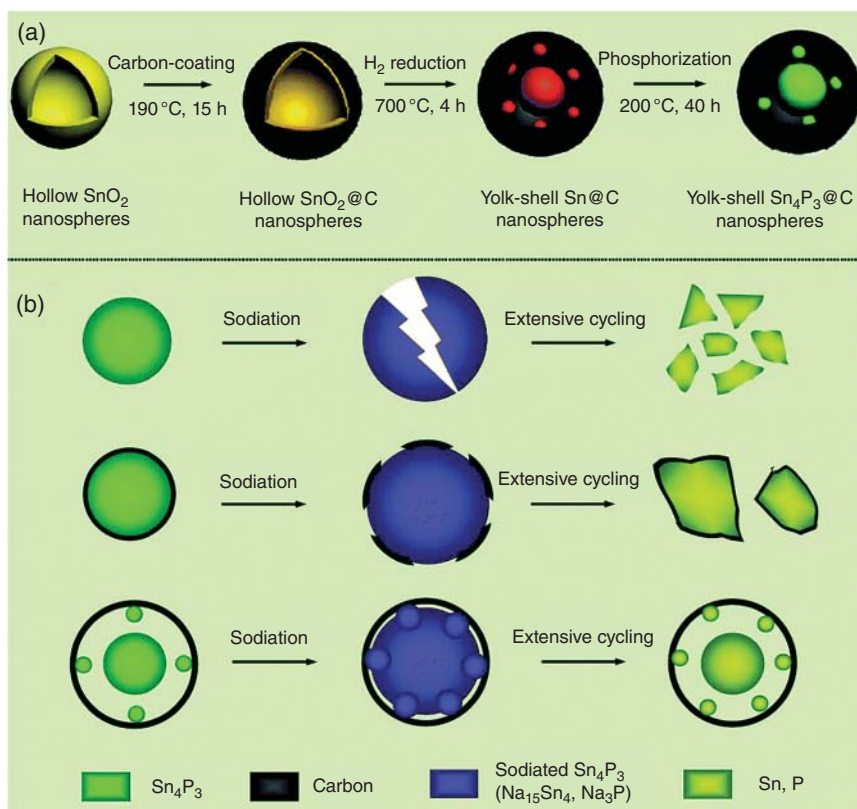 (a)
Carbon-coating
190 °C, 15 h
H₂ reduction
700 °C, 4 h
Phosphorization
200 °C, 40 h
Hollow SnO₂
nanospheres
Hollow SnO₂@C
nanospheres
Yolk-shell Sn@C
nanospheres
Yolk-shell Sn₄P₃@C
nanospheres
(b)
Sodiation
Extensive cycling
Sodiation
Extensive cycling
Sodiation
Extensive cycling
Sn₄P₃
Carbon
Sodiated Sn₄P₃
(Na₁₅Sn₄, Na₃P)
Sn, P